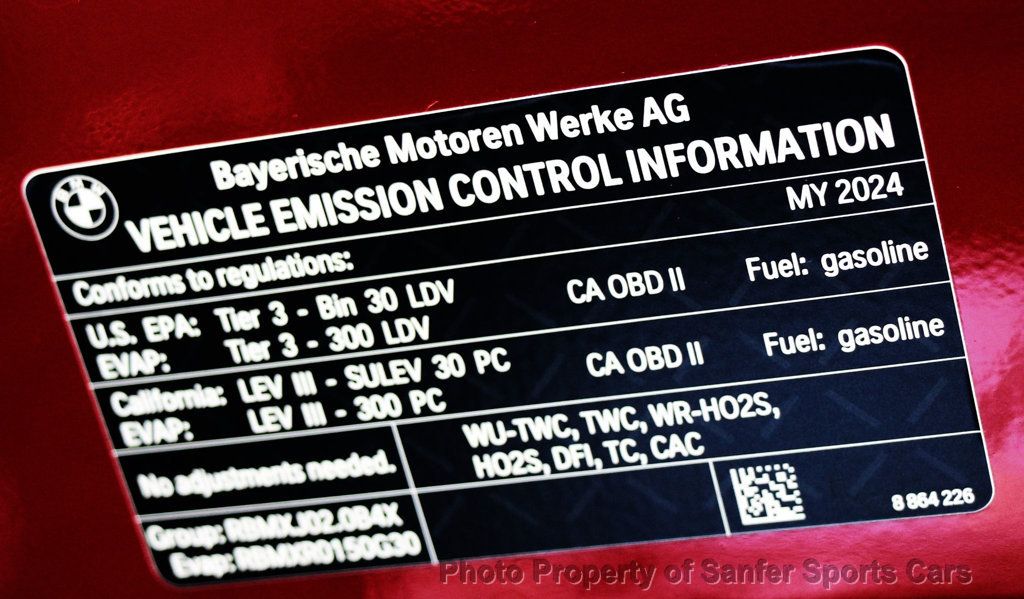 BMW
Bayerische Motoren Werke AG
VEHICLE EMISSION CONTROL INFORMATION
Conforms to regulations: MY 2024
U.S. EPA: Tier 3 - Bin 30 LDV CA OBD II Fuel: gasoline
EVAP: Tier 3 - 300 LDV
California: LEV III - SULEV 30 PC CA OBD II Fuel: gasoline
EVAP: LEV III - 300 PC
No adjustments needed. WU-TWC, TWC, WR-HO2S,
HO2S, DFI, TC, CAC
Group: RBMXJ02.0B4X
Evap: RBMXR0150G30
8 864 226
Photo Property of Sanfer Sports Cars